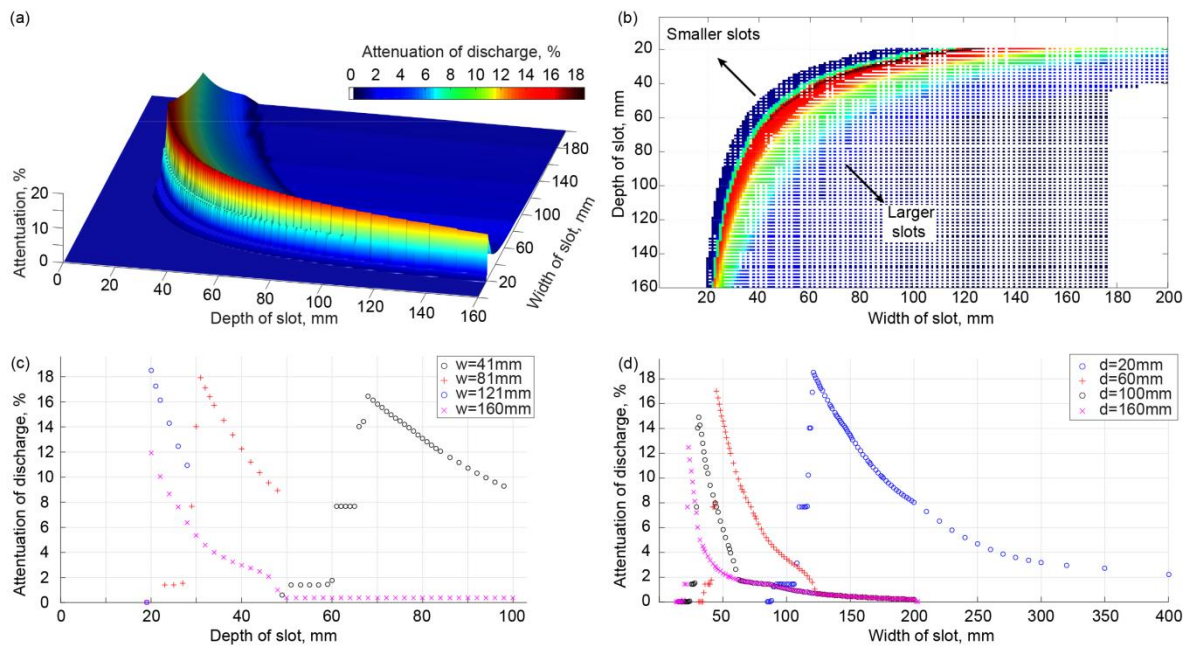 (a)
Attenuation of discharge, %
0 2 4 6 8 10 12 14 16 18
Attentuation, %
20
10
0
0 20 40 60 80 100 120 140 160
Depth of slot, mm
20
60
100
140
180
Width of slot, mm
(b)
Smaller slots
Larger
slots
Depth of slot, mm
20
40
60
80
100
120
140
160
20 40 60 80 100 120 140 160 180 200
Width of slot, mm
(c)
w=41mm
w=81mm
w=121mm
w=160mm
Attentuation of discharge, %
18
16
14
12
10
8
6
4
2
0
0 20 40 60 80 100
Depth of slot, mm
(d)
d=20mm
d=60mm
d=100mm
d=160mm
Attentuation of discharge, %
18
16
14
12
10
8
6
4
2
0
50 100 150 200 250 300 350 400
Width of slot, mm